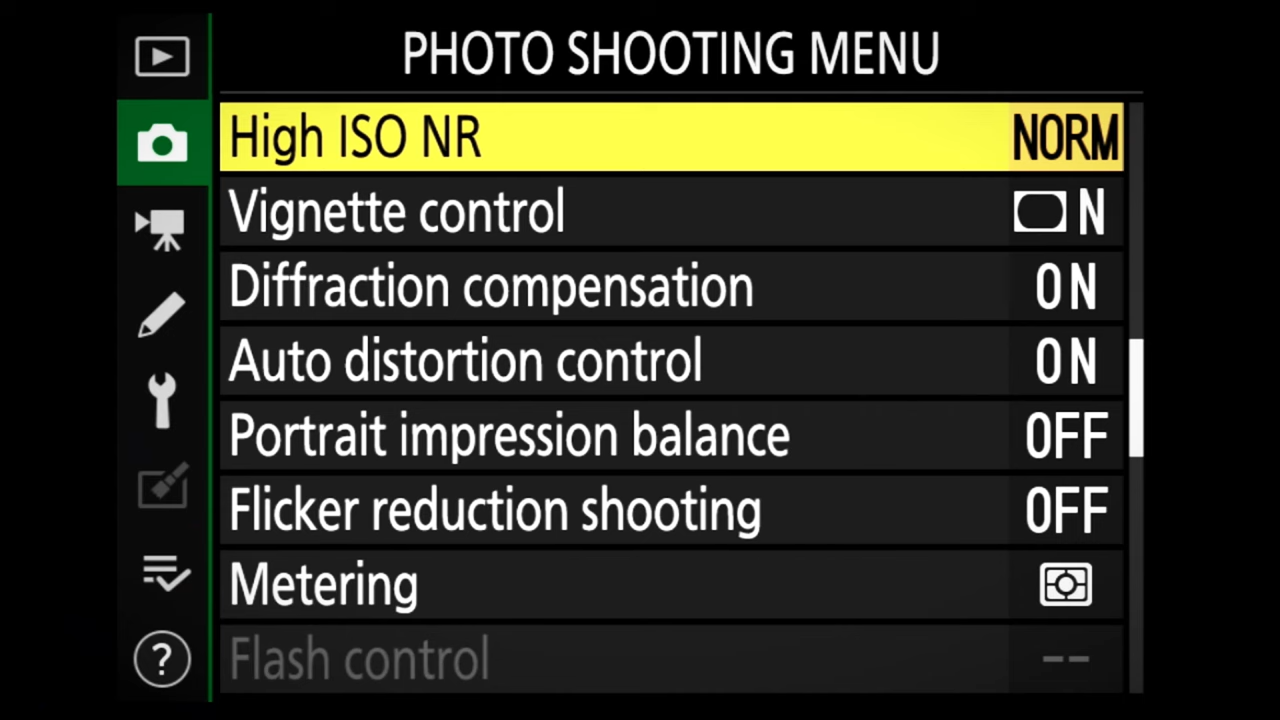 PHOTO SHOOTING MENU
High ISO NR NORM
Vignette control N
Diffraction compensation ON
Auto distortion control ON
Portrait impression balance OFF
Flicker reduction shooting OFF
Metering
Flash control --
?